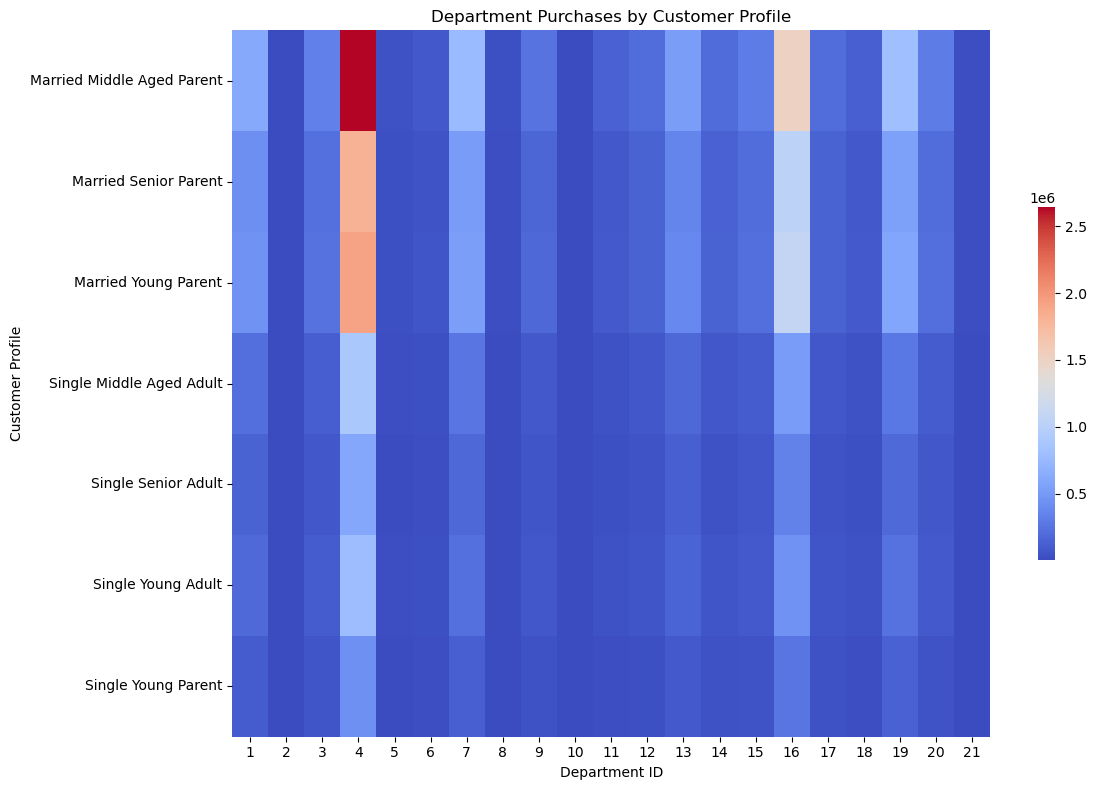 Department Purchases by Customer Profile
Customer Profile
Married Middle Aged Parent
Married Senior Parent
Married Young Parent
Single Middle Aged Adult
Single Senior Adult
Single Young Adult
Single Young Parent
1 2 3 4 5 6 7 8 9 10 11 12 13 14 15 16 17 18 19 20 21
Department ID
1e6
2.5
2.0
1.5
1.0
0.5